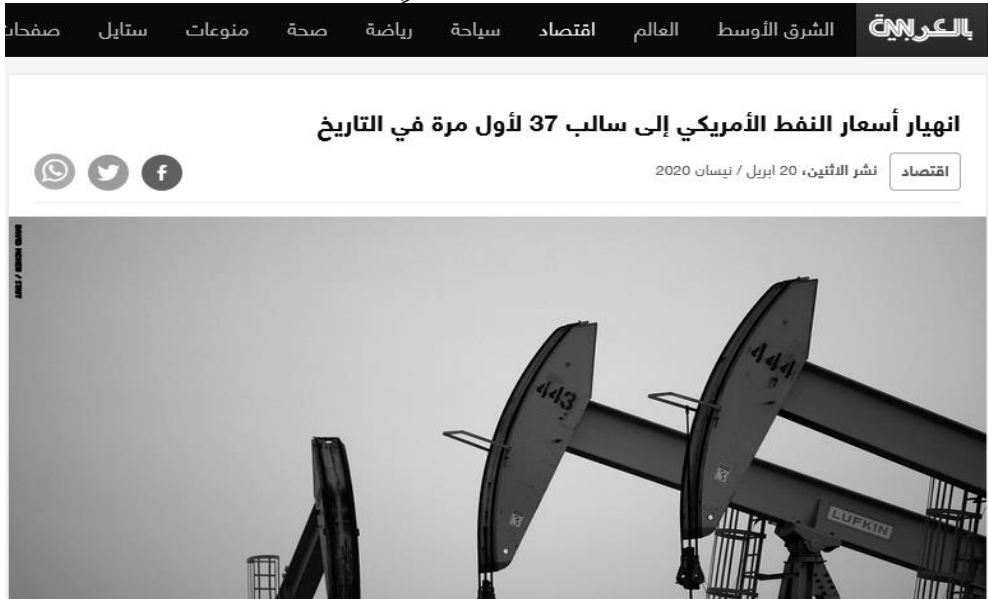 CNN بالعربية الشرق الأوسط العالم اقتصاد سياحة رياضة صحة منوعات ستايل صفحات
انهيار أسعار النفط الأمريكي إلى سالب 37 لأول مرة في التاريخ
اقتصاد نشر الاثنين، 20 ابريل / نيسان 2020
443
444
LUFKIN